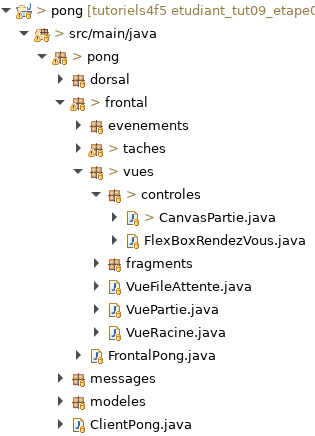 > pong [tutoriels4f5 etudiant_tut09_etape0
> src/main/java
> pong
dorsal
> frontal
evenements
> taches
> vues
> controles
> CanvasPartie.java
FlexBoxRendezVous.java
fragments
VueFileAttente.java
VuePartie.java
VueRacine.java
FrontalPong.java
messages
modeles
ClientPong.java